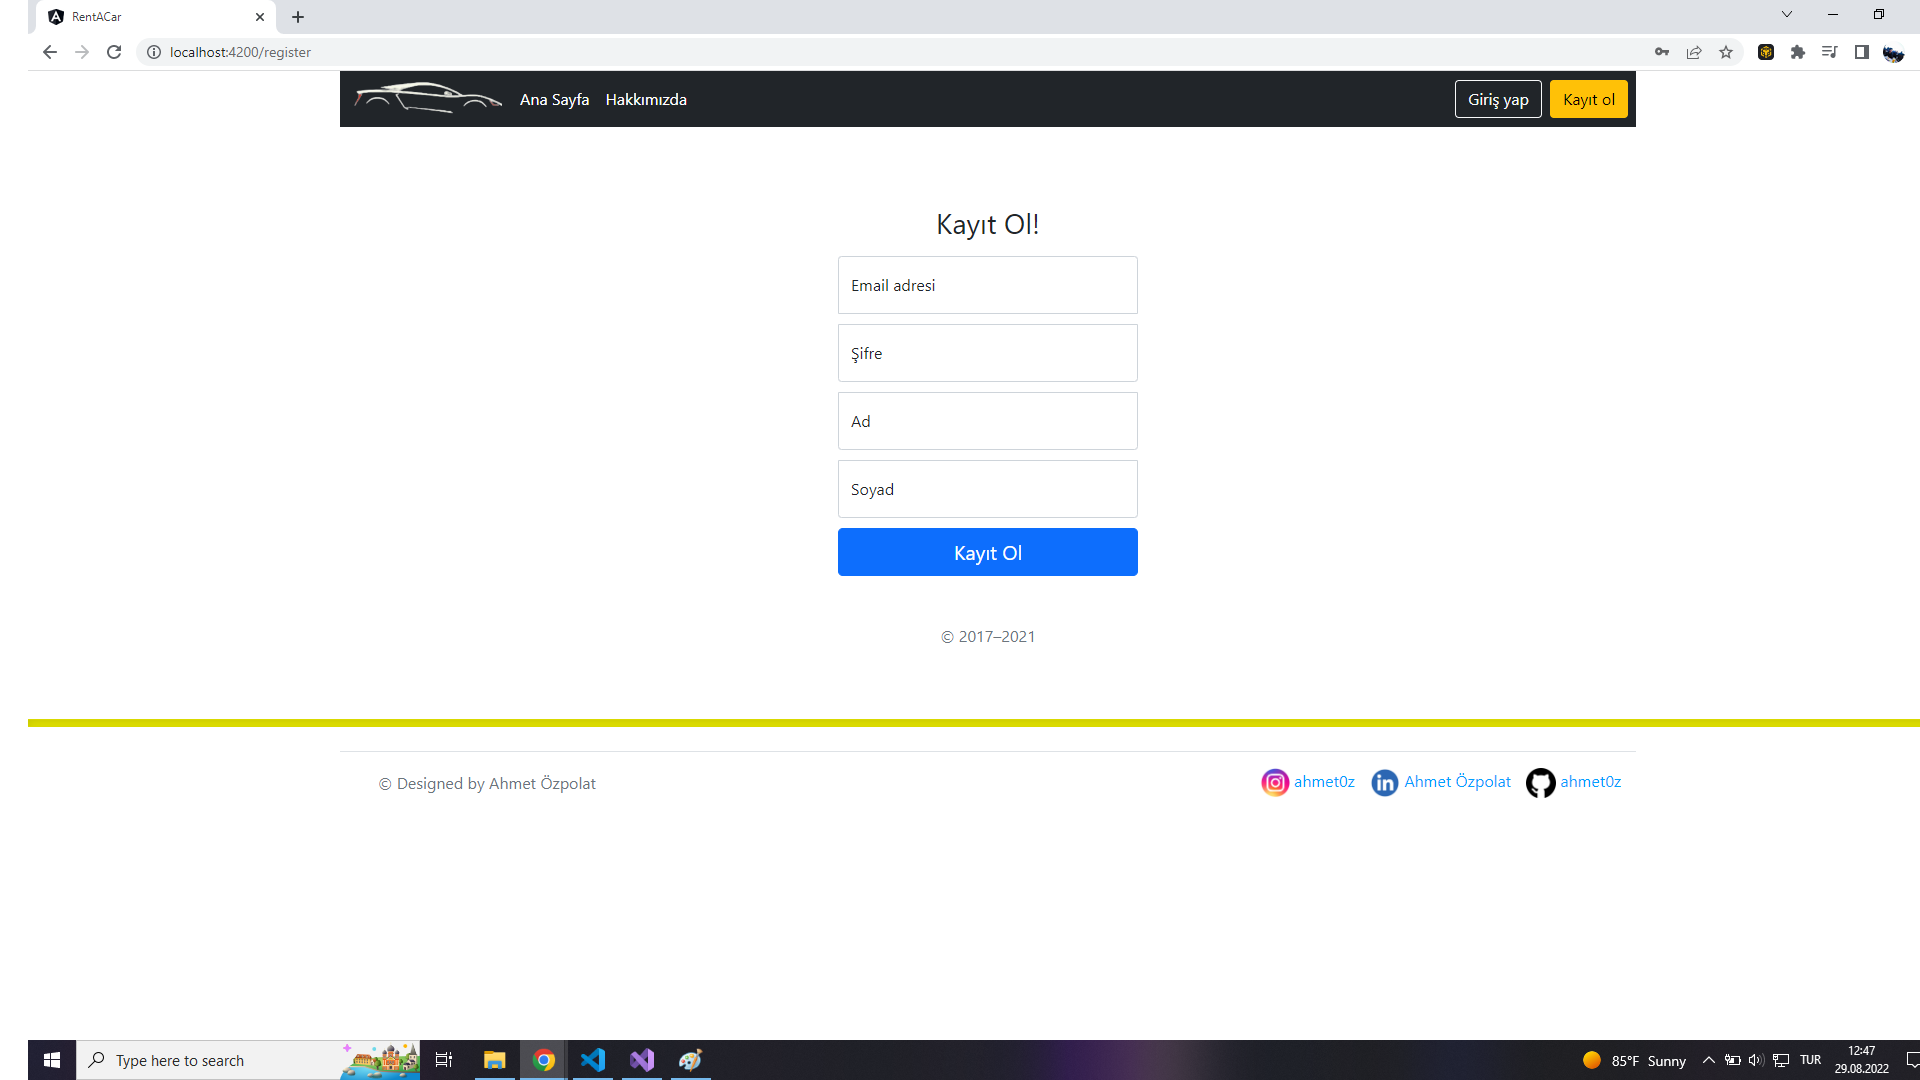 RentACar
localhost:4200/register
Ana Sayfa Hakkımızda Giriş yap Kayıt ol
Kayıt Ol!
Email adresi
Şifre
Ad
Soyad
Kayıt Ol
© 2017–2021
© Designed by Ahmet Özpolat ahmet0z Ahmet Özpolat ahmet0z
Type here to search 85°F Sunny TUR 12:47
29.08.2022